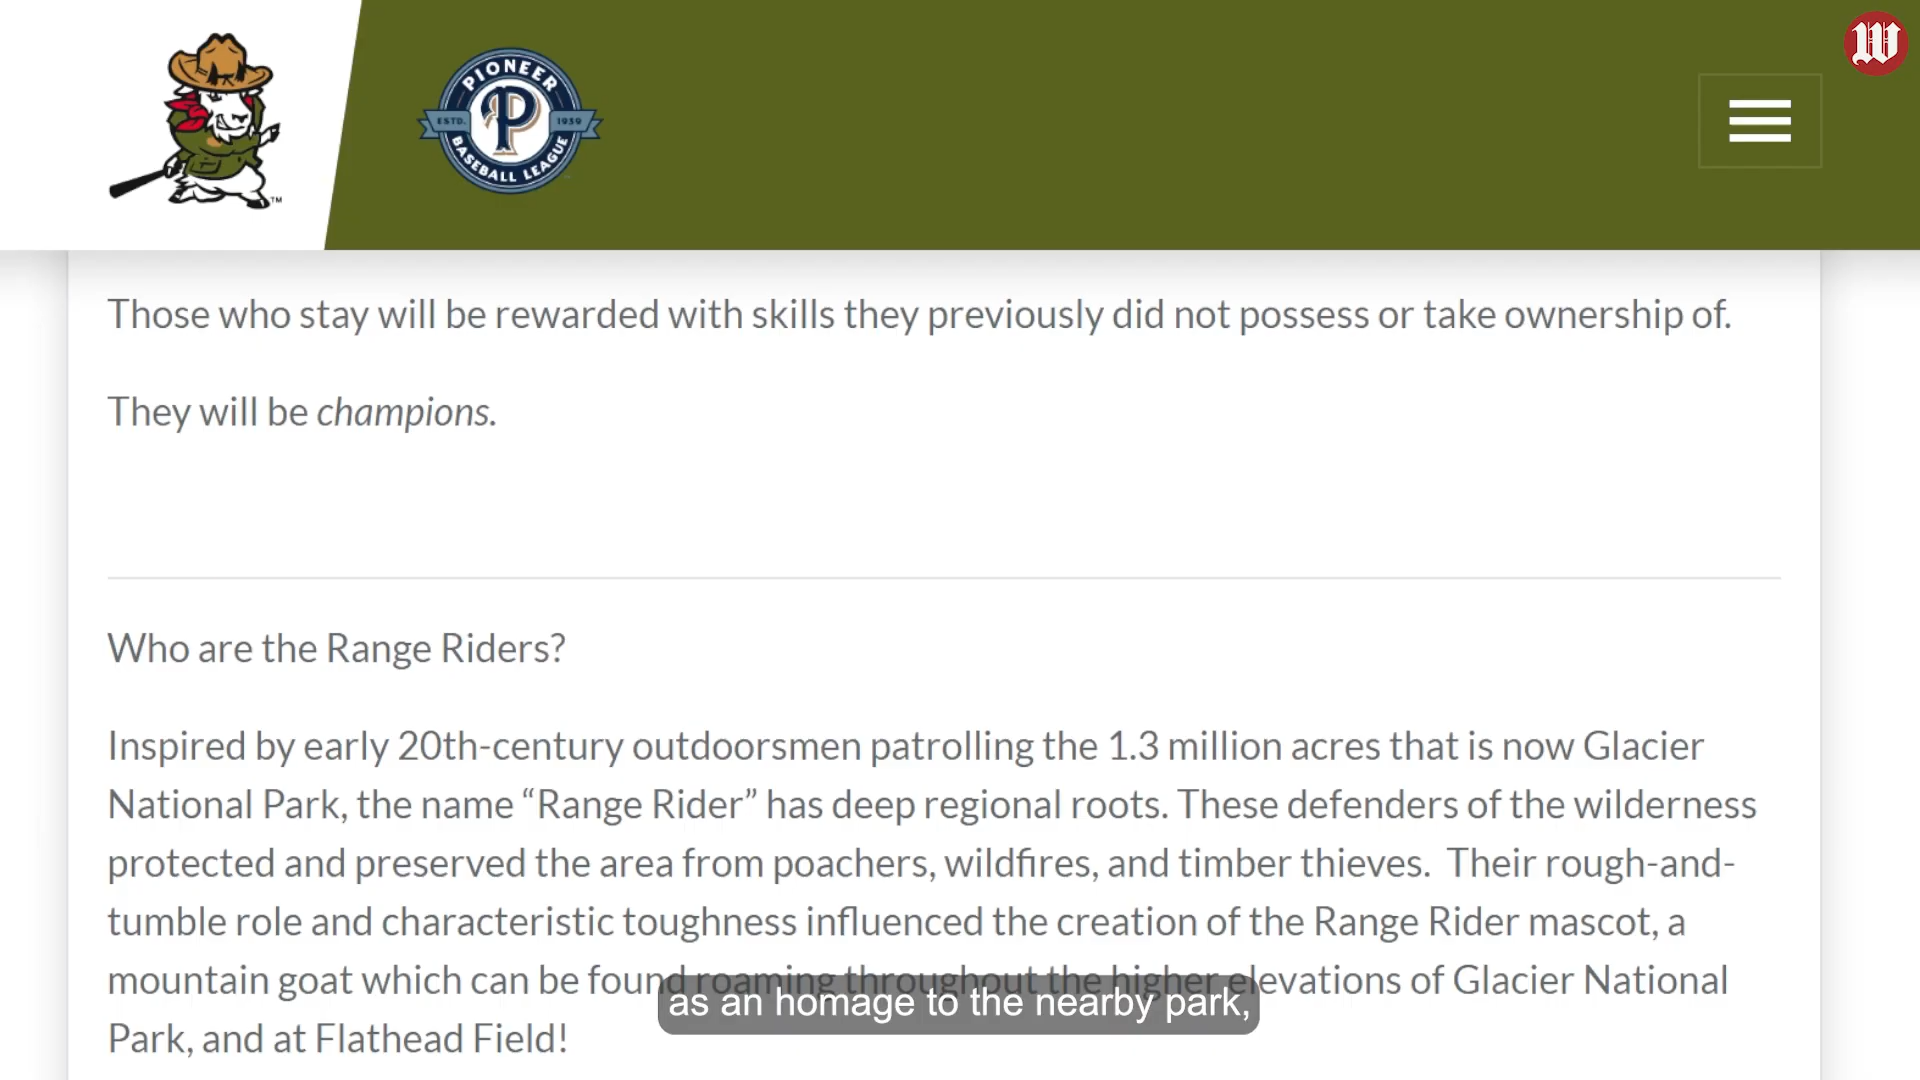 W
PIONEER
ESTD. P 1939
BASEBALL LEAGUE
TM
Those who stay will be rewarded with skills they previously did not possess or take ownership of.
They will be champions.
Who are the Range Riders?
Inspired by early 20th-century outdoorsmen patrolling the 1.3 million acres that is now Glacier
National Park, the name “Range Rider” has deep regional roots. These defenders of the wilderness
protected and preserved the area from poachers, wildfires, and timber thieves.  Their rough-and-
tumble role and characteristic toughness influenced the creation of the Range Rider mascot, a
mountain goat which can be found roaming throughout the higher elevations of Glacier National
as an homage to the nearby park,
Park, and at Flathead Field!